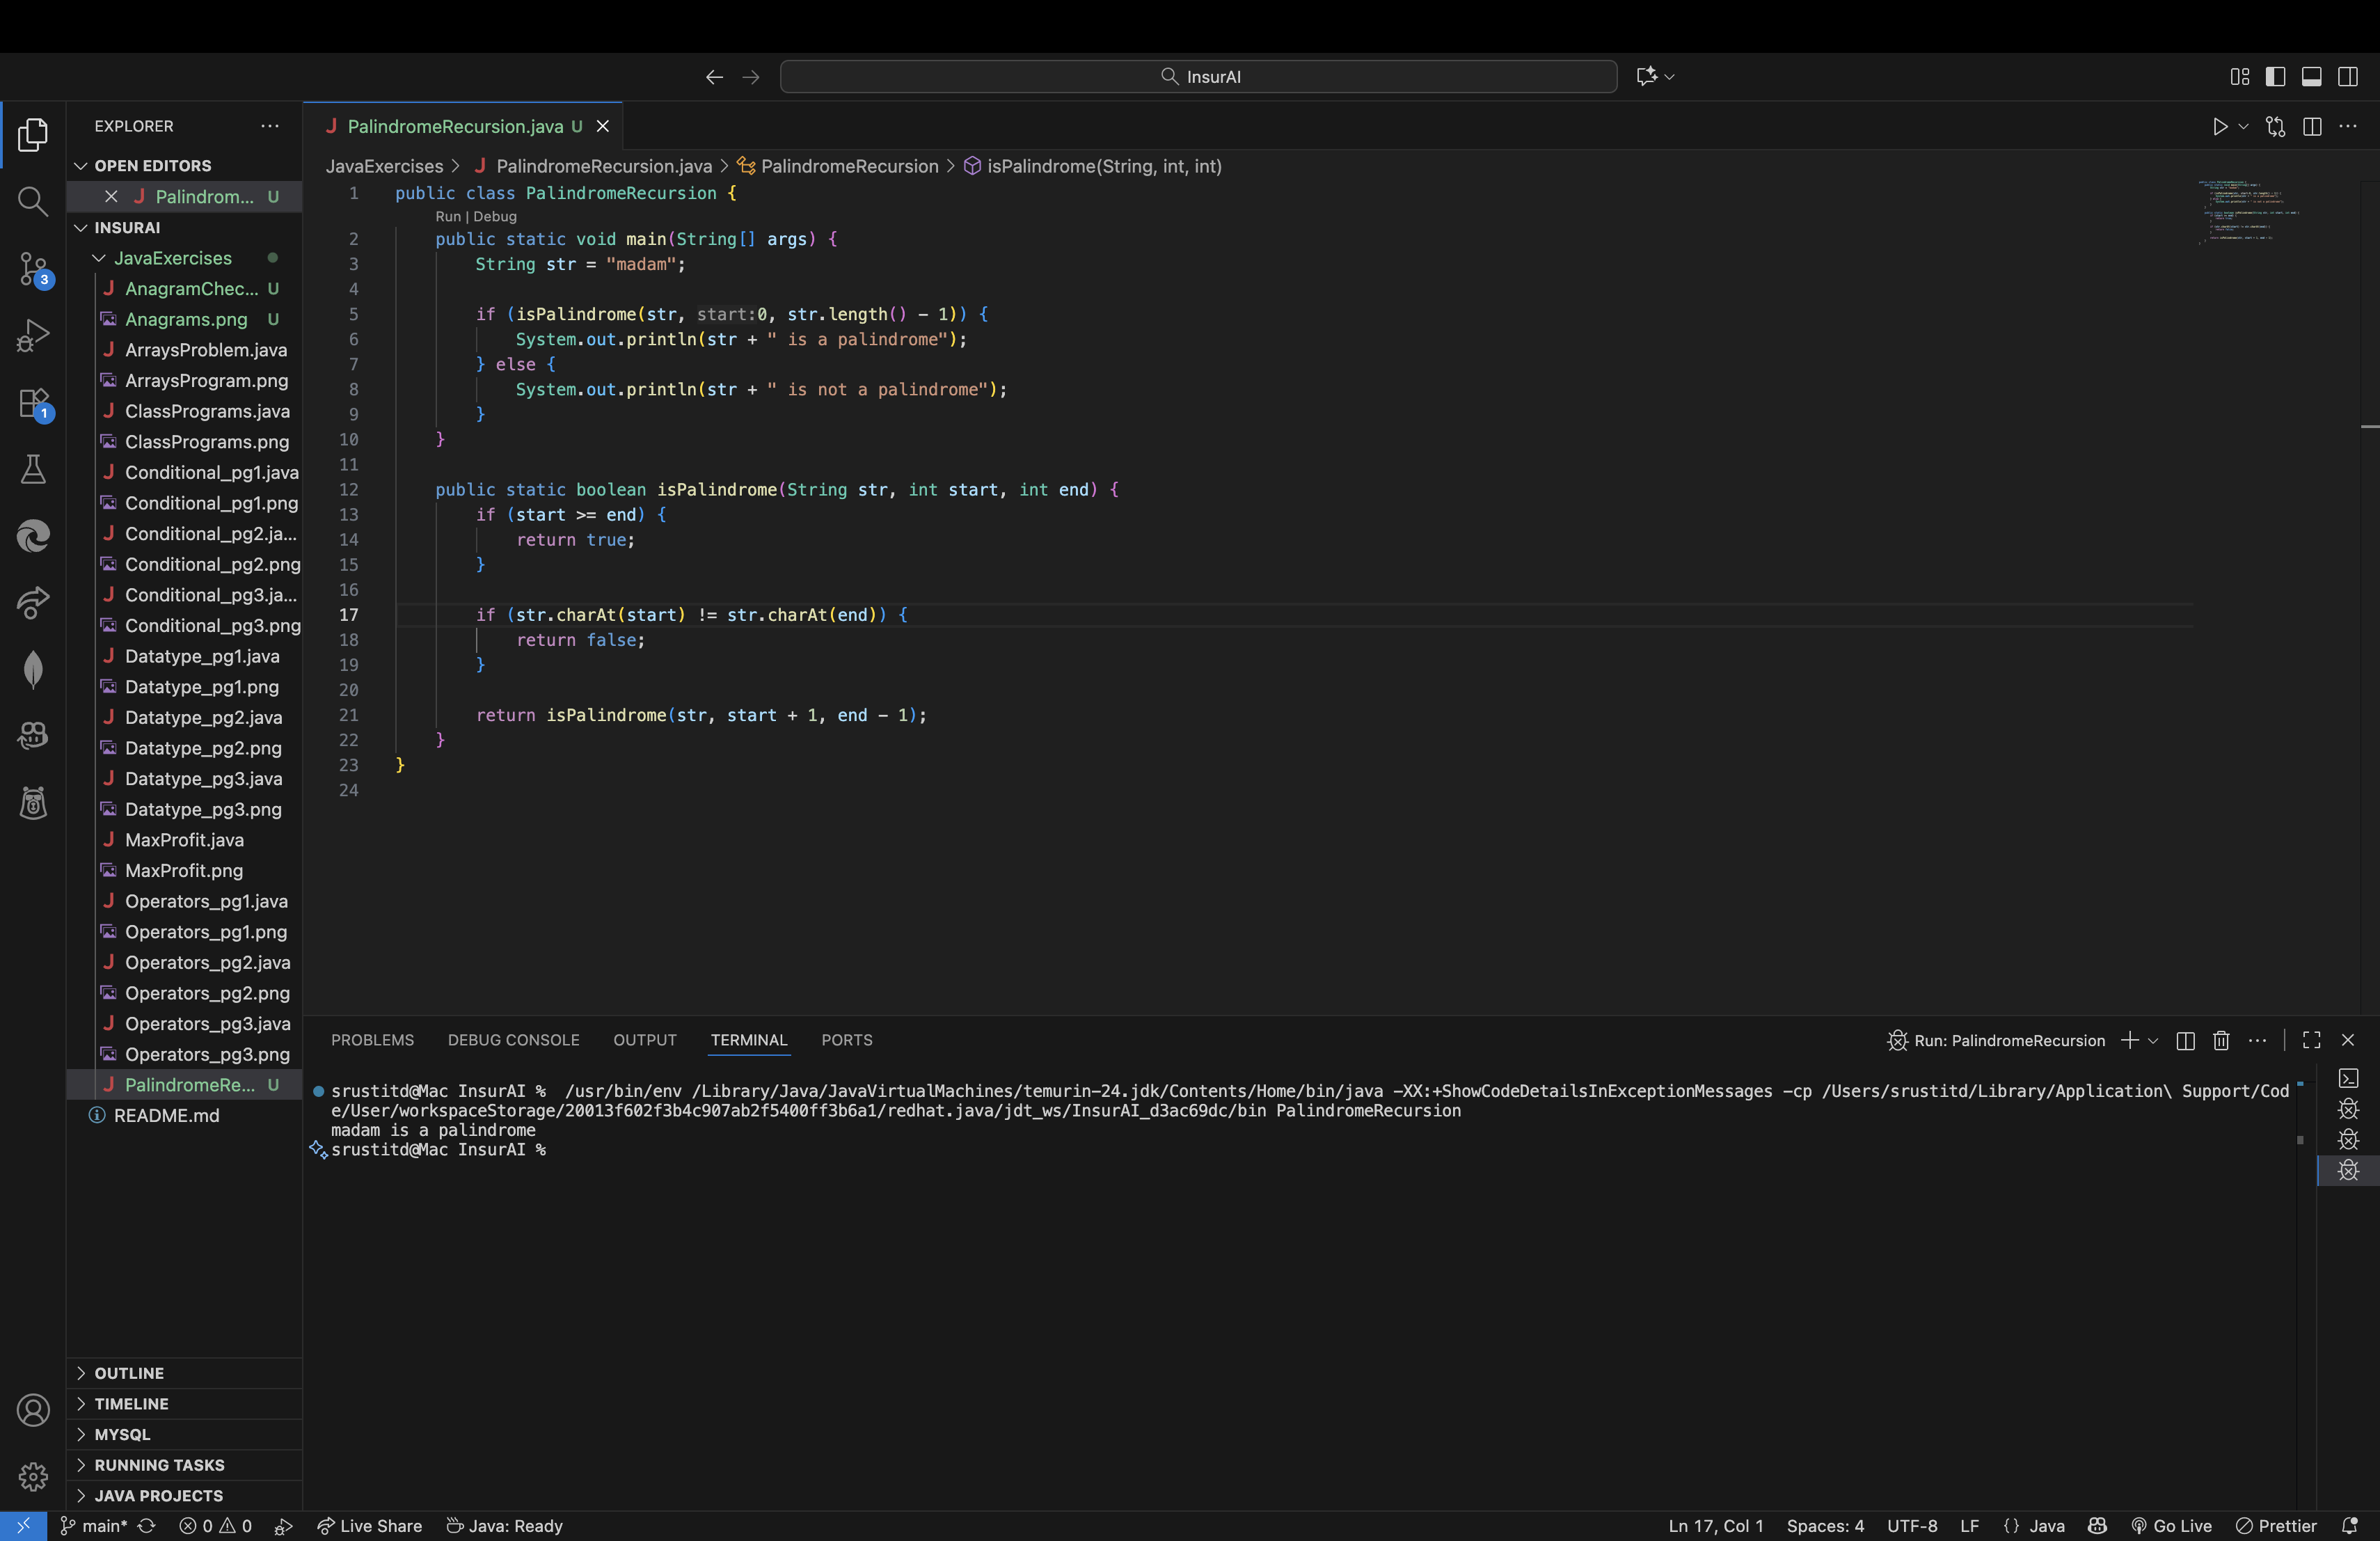 InsurAI
EXPLORER
OPEN EDITORS
Palindrom... U
INSURAI
JavaExercises
AnagramChec... U
Anagrams.png U
ArraysProblem.java
ArraysProgram.png
ClassPrograms.java
ClassPrograms.png
Conditional_pg1.java
Conditional_pg1.png
Conditional_pg2.ja...
Conditional_pg2.png
Conditional_pg3.ja...
Conditional_pg3.png
Datatype_pg1.java
Datatype_pg1.png
Datatype_pg2.java
Datatype_pg2.png
Datatype_pg3.java
Datatype_pg3.png
MaxProfit.java
MaxProfit.png
Operators_pg1.java
Operators_pg1.png
Operators_pg2.java
Operators_pg2.png
Operators_pg3.java
Operators_pg3.png
PalindromeRe... U
README.md
OUTLINE
TIMELINE
MYSQL
RUNNING TASKS
JAVA PROJECTS
3
1
PalindromeRecursion.java U
JavaExercises > PalindromeRecursion.java > PalindromeRecursion > isPalindrome(String, int, int)
1 public class PalindromeRecursion {
Run | Debug
2 public static void main(String[] args) {
3 String str = "madam";
4
5 if (isPalindrome(str, start:0, str.length() - 1)) {
6 System.out.println(str + " is a palindrome");
7 } else {
8 System.out.println(str + " is not a palindrome");
9 }
10 }
11
12 public static boolean isPalindrome(String str, int start, int end) {
13 if (start >= end) {
14 return true;
15 }
16
17 if (str.charAt(start) != str.charAt(end)) {
18 return false;
19 }
20
21 return isPalindrome(str, start + 1, end - 1);
22 }
23 }
24
PROBLEMS DEBUG CONSOLE OUTPUT TERMINAL PORTS
Run: PalindromeRecursion
srustitd@Mac InsurAI % /usr/bin/env /Library/Java/JavaVirtualMachines/temurin-24.jdk/Contents/Home/bin/java -XX:+ShowCodeDetailsInExceptionMessages -cp /Users/srustitd/Library/Application\ Support/Cod
e/User/workspaceStorage/20013f602f3b4c907ab2f5400ff3b6a1/redhat.java/jdt_ws/InsurAI_d3ac69dc/bin PalindromeRecursion
madam is a palindrome
srustitd@Mac InsurAI %
main* 0 0 Live Share Java: Ready Ln 17, Col 1 Spaces: 4 UTF-8 LF {} Java Go Live Prettier